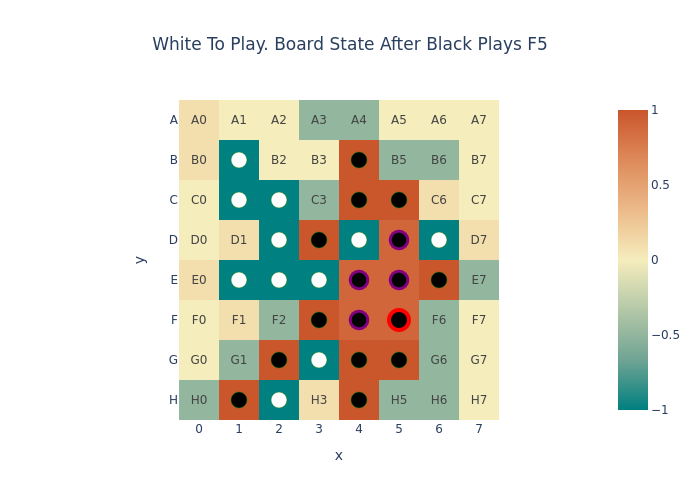 White To Play. Board State After Black Plays F5
A A0 A1 A2 A3 A4 A5 A6 A7 1
B B0 B2 B3 B5 B6 B7
C C0 C3 C6 C7 0.5
D D0 D1 D7
y 0
E E0 E7
F F0 F1 F2 F6 F7 −0.5
G G0 G1 G6 G7
H H0 H3 H5 H6 H7 −1
0 1 2 3 4 5 6 7
x